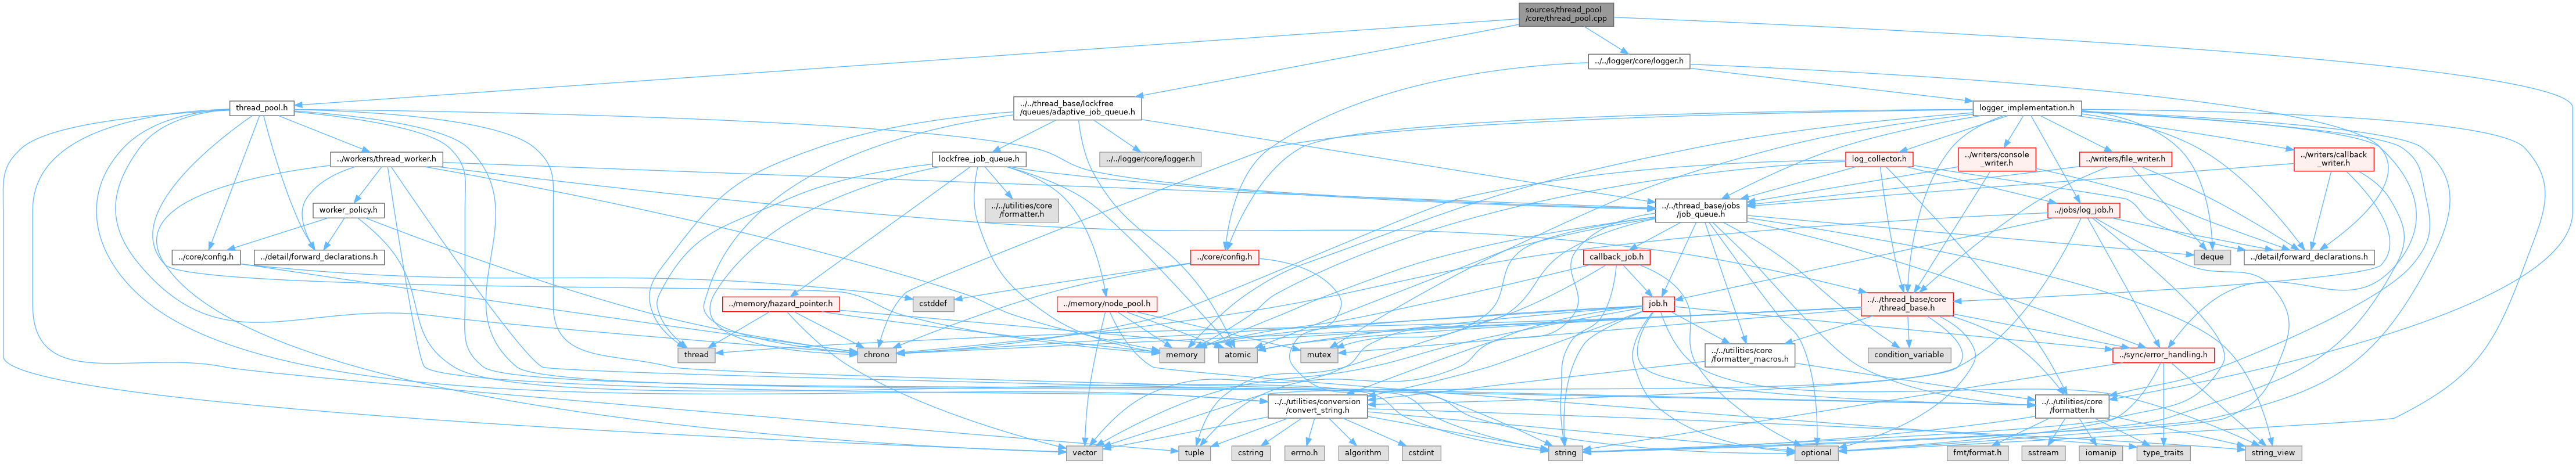 sources/thread_pool
/core/thread_pool.cpp
../../logger/core/logger.h
thread_pool.h
../../thread_base/lockfree
/queues/adaptive_job_queue.h
logger_implementation.h
../workers/thread_worker.h
lockfree_job_queue.h
../../logger/core/logger.h
log_collector.h
../writers/console
_writer.h
../writers/file_writer.h
../writers/callback
_writer.h
worker_policy.h
../../utilities/core
/formatter.h
../../thread_base/jobs
/job_queue.h
../jobs/log_job.h
../core/config.h
../detail/forward_declarations.h
callback_job.h
../core/config.h
deque
../detail/forward_declarations.h
cstddef
../memory/hazard_pointer.h
../memory/node_pool.h
job.h
../../thread_base/core
/thread_base.h
thread
chrono
memory
atomic
mutex
../../utilities/core
/formatter_macros.h
condition_variable
../sync/error_handling.h
../../utilities/conversion
/convert_string.h
../../utilities/core
/formatter.h
vector
tuple
cstring
errno.h
algorithm
cstdint
string
optional
fmt/format.h
sstream
iomanip
type_traits
string_view